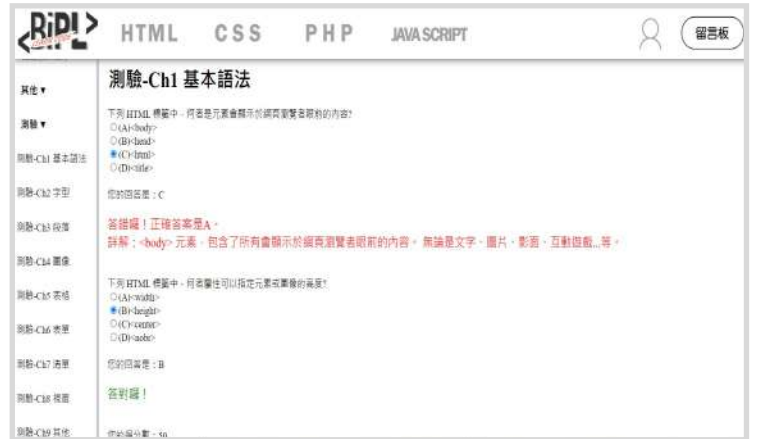 RiPL
HTML
CSS
PHP
JAVA SCRIPT
留言板
其他▼
測驗▼
測驗-Ch1 基本語法
測驗-Ch2 字型
測驗-Ch3 段落
測驗-Ch4 圖像
測驗-Ch5 表格
測驗-Ch6 表單
測驗-Ch7 清單
測驗-Ch8 視窗
測驗-Ch9 其他
測驗-Ch1 基本語法
下列 HTML 標籤中，何者是元素會顯示於網頁瀏覽者眼前的內容?
(A)<body>
(B)<head>
(C)<html>
(D)<title>
您的回答是：C
答錯囉！正確答案是A。
詳解：<body> 元素，包含了所有會顯示於網頁瀏覽者眼前的內容。 無論是文字、圖片、影音、互動遊戲...等。
下列 HTML 標籤中，何者屬性可以指定元素或圖像的高度?
(A)<width>
(B)<height>
(C)<center>
(D)<nobr>
您的回答是：B
答對囉！
您的得分數：50